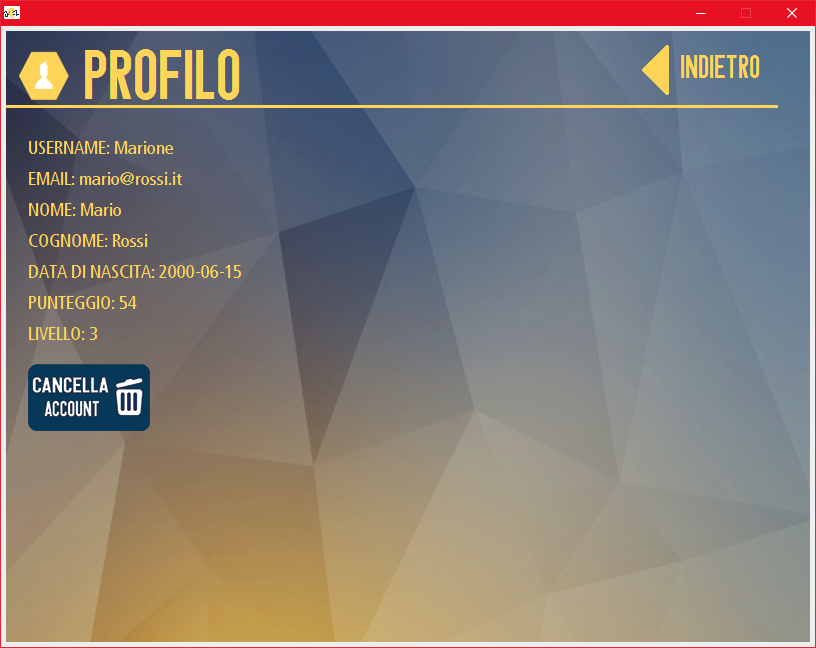 PROFILO
INDIETRO
USERNAME: Marione
EMAIL: mario@rossi.it
NOME: Mario
COGNOME: Rossi
DATA DI NASCITA: 2000-06-15
PUNTEGGIO: 54
LIVELLO: 3
CANCELLA
ACCOUNT